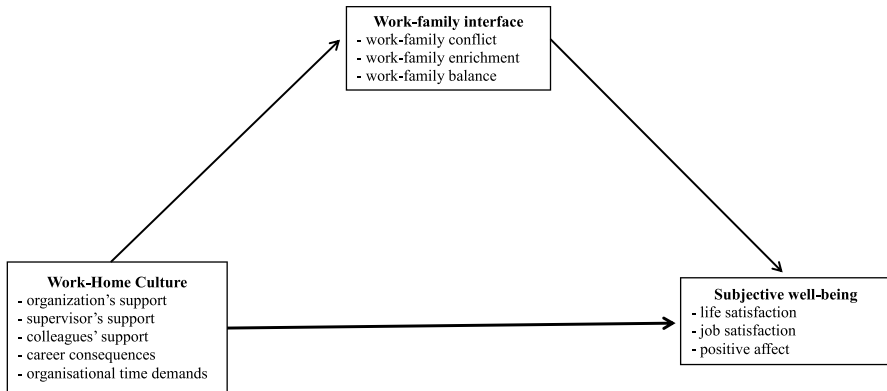 Work-family interface
- work-family conflict
- work-family enrichment
- work-family balance
Work-Home Culture
- organization's support
- supervisor's support
- colleagues' support
- career consequences
- organisational time demands
Subjective well-being
- life satisfaction
- job satisfaction
- positive affect